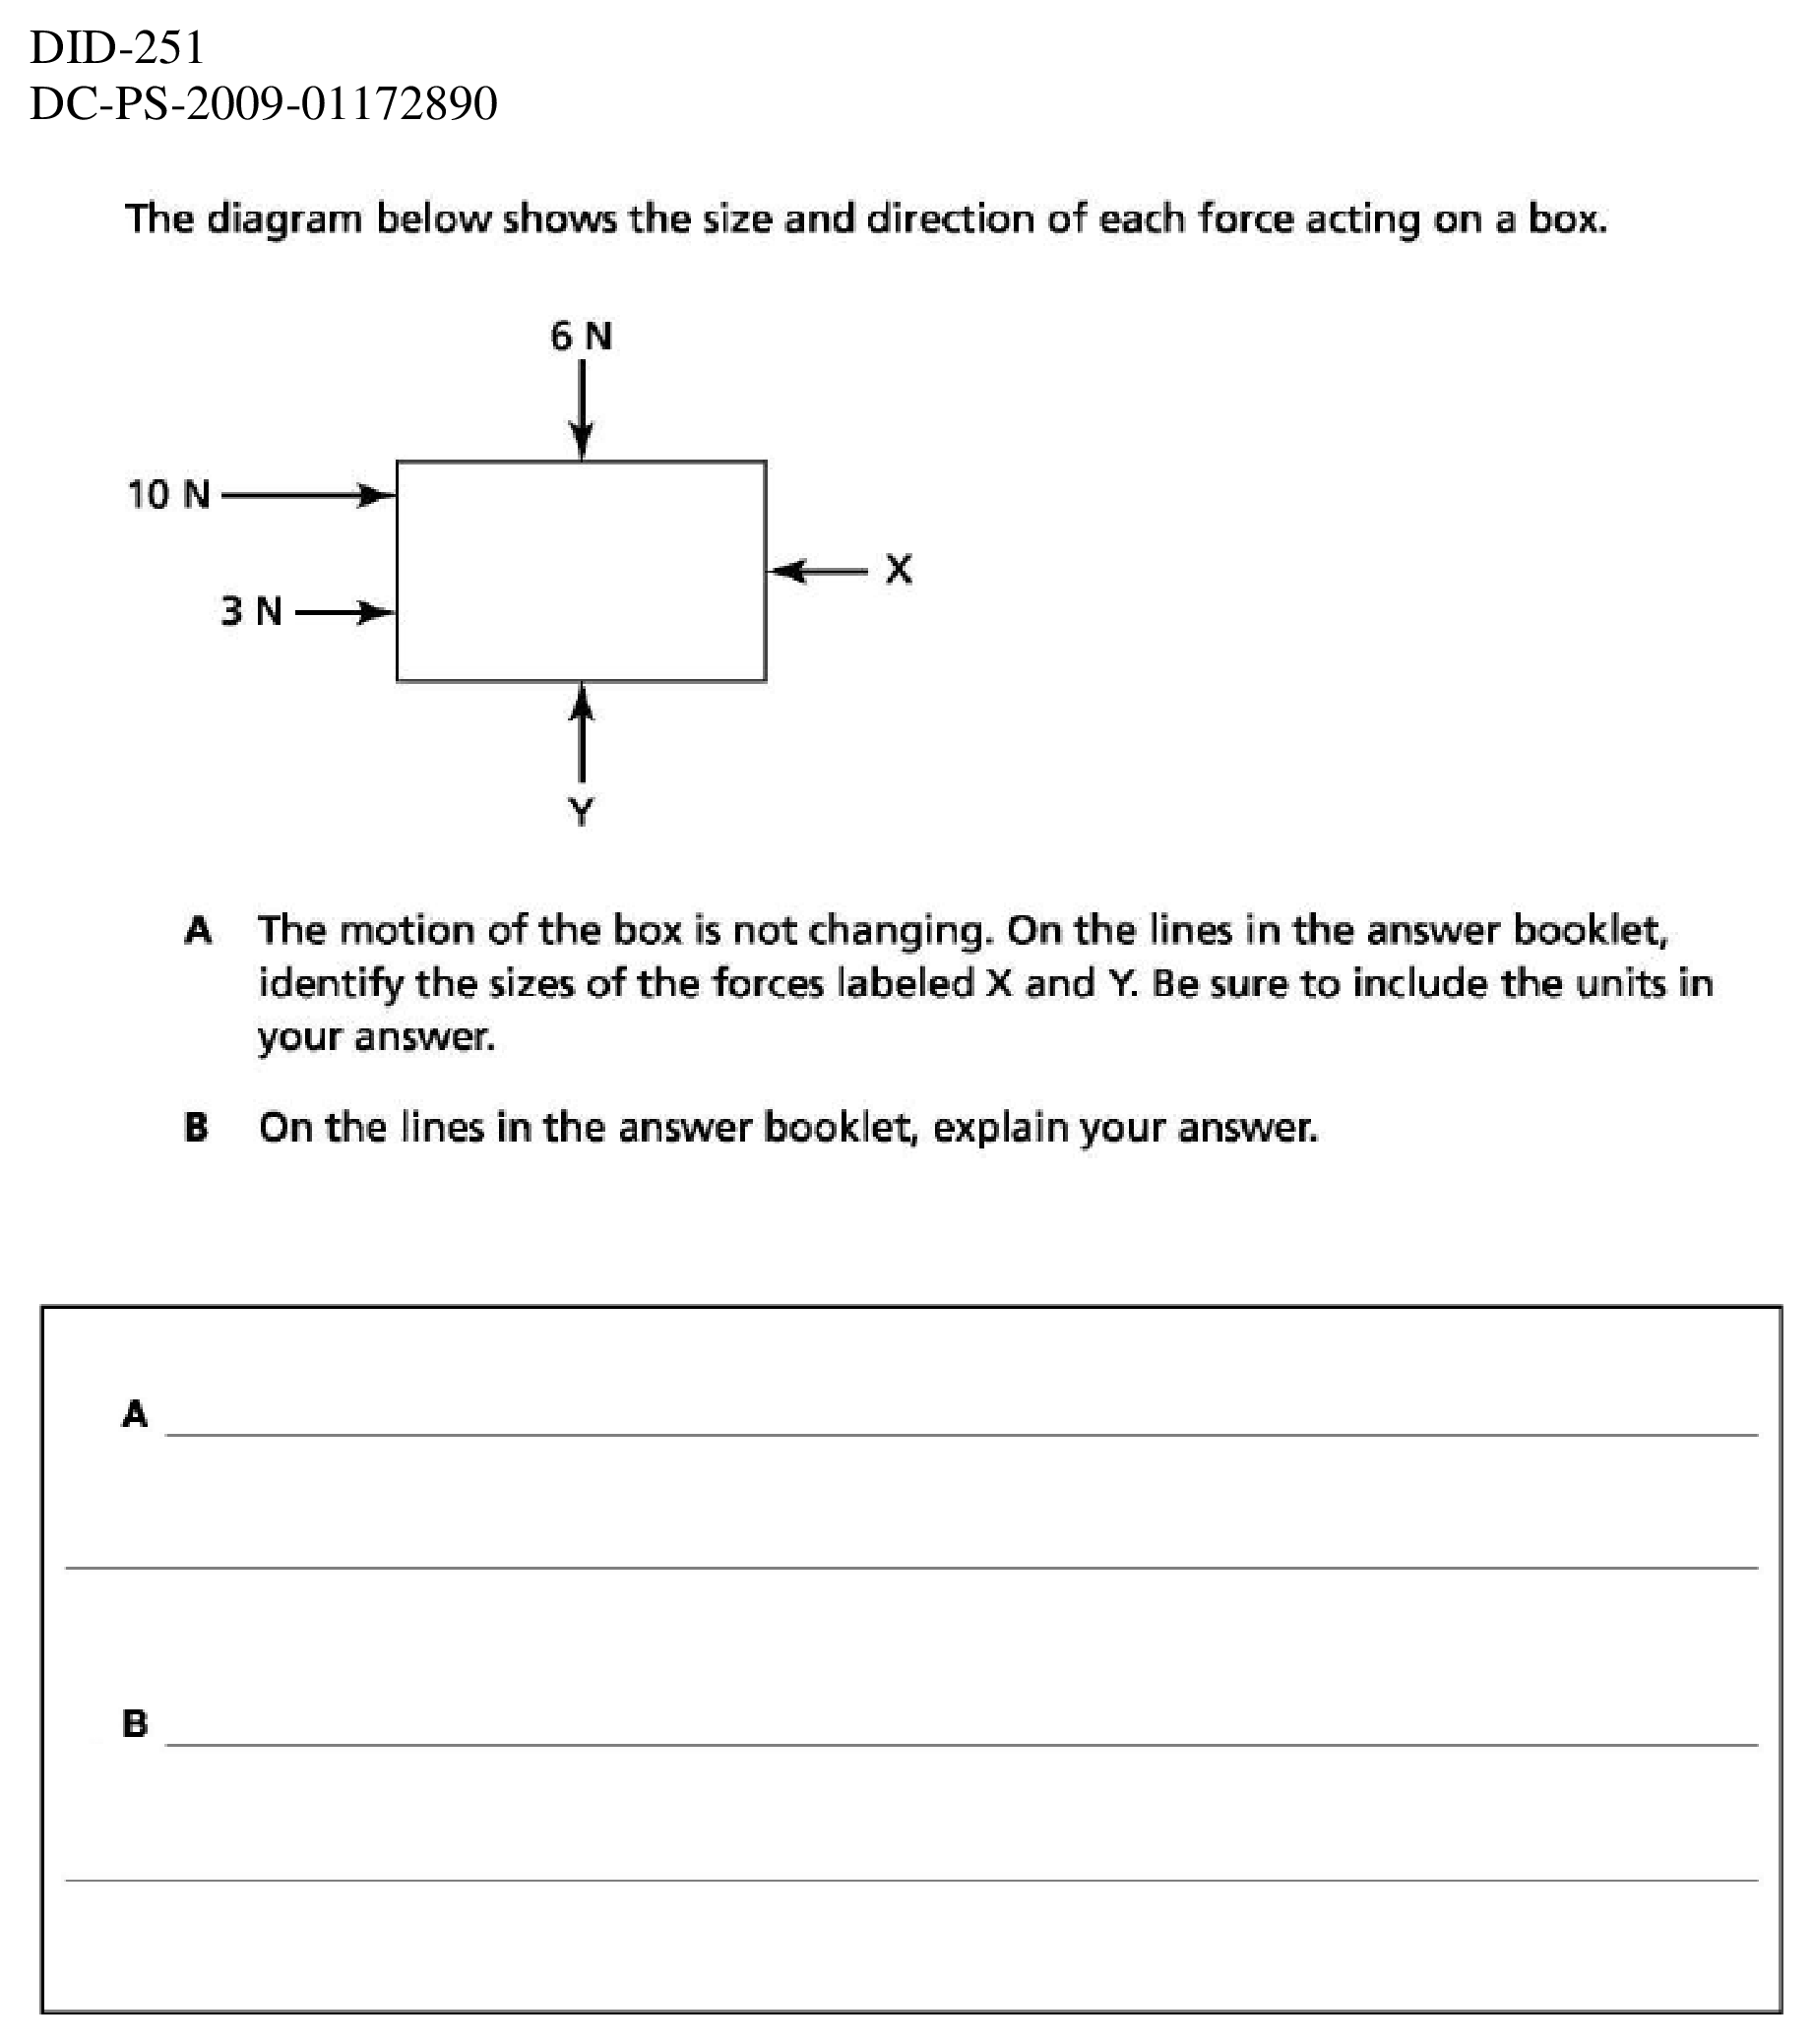 DID-251
DC-PS-2009-01172890
The diagram below shows the size and direction of each force acting on a box.
6 N
10 N
X
3 N
Y
A The motion of the box is not changing. On the lines in the answer booklet,
identify the sizes of the forces labeled X and Y. Be sure to include the units in
your answer.
B On the lines in the answer booklet, explain your answer.
A
B